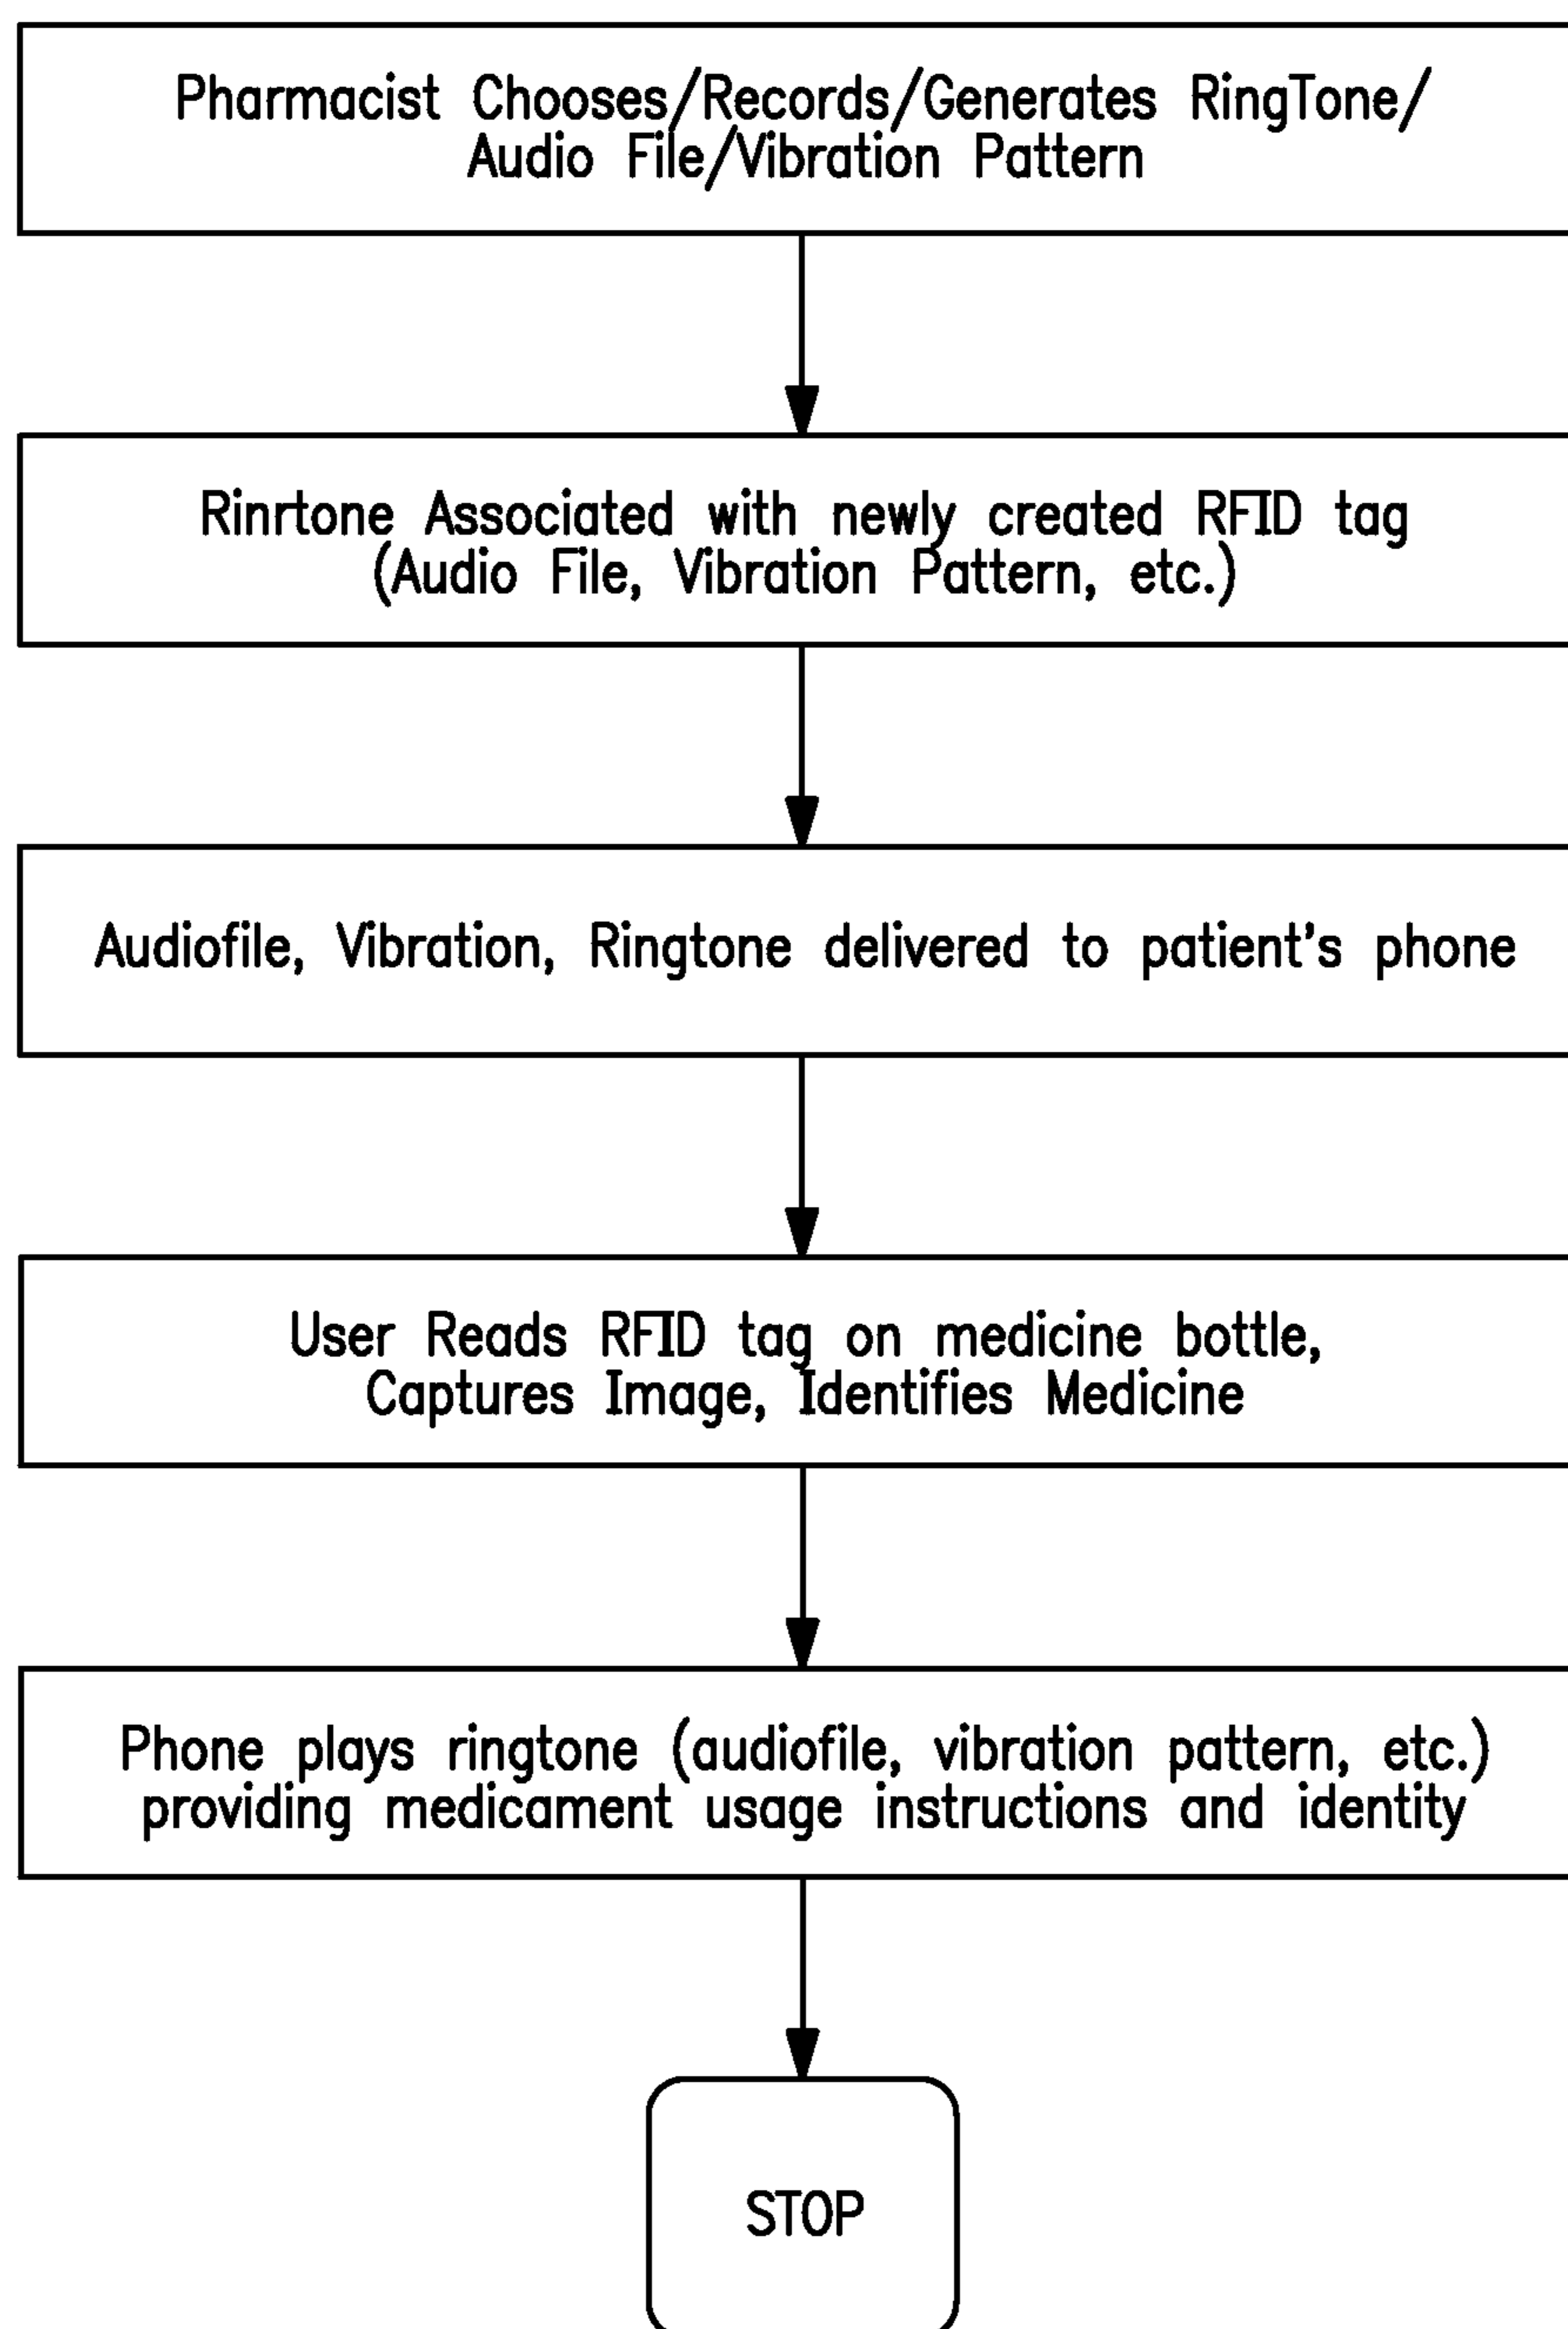 Pharmacist Chooses/Records/Generates RingTone/
Audio File/Vibration Pattern
Rinrtone Associated with newly created RFID tag
(Audio File, Vibration Pattern, etc.)
Audiofile, Vibration, Ringtone delivered to patient's phone
User Reads RFID tag on medicine bottle,
Captures Image, Identifies Medicine
Phone plays ringtone (audiofile, vibration pattern, etc.)
providing medicament usage instructions and identity
STOP